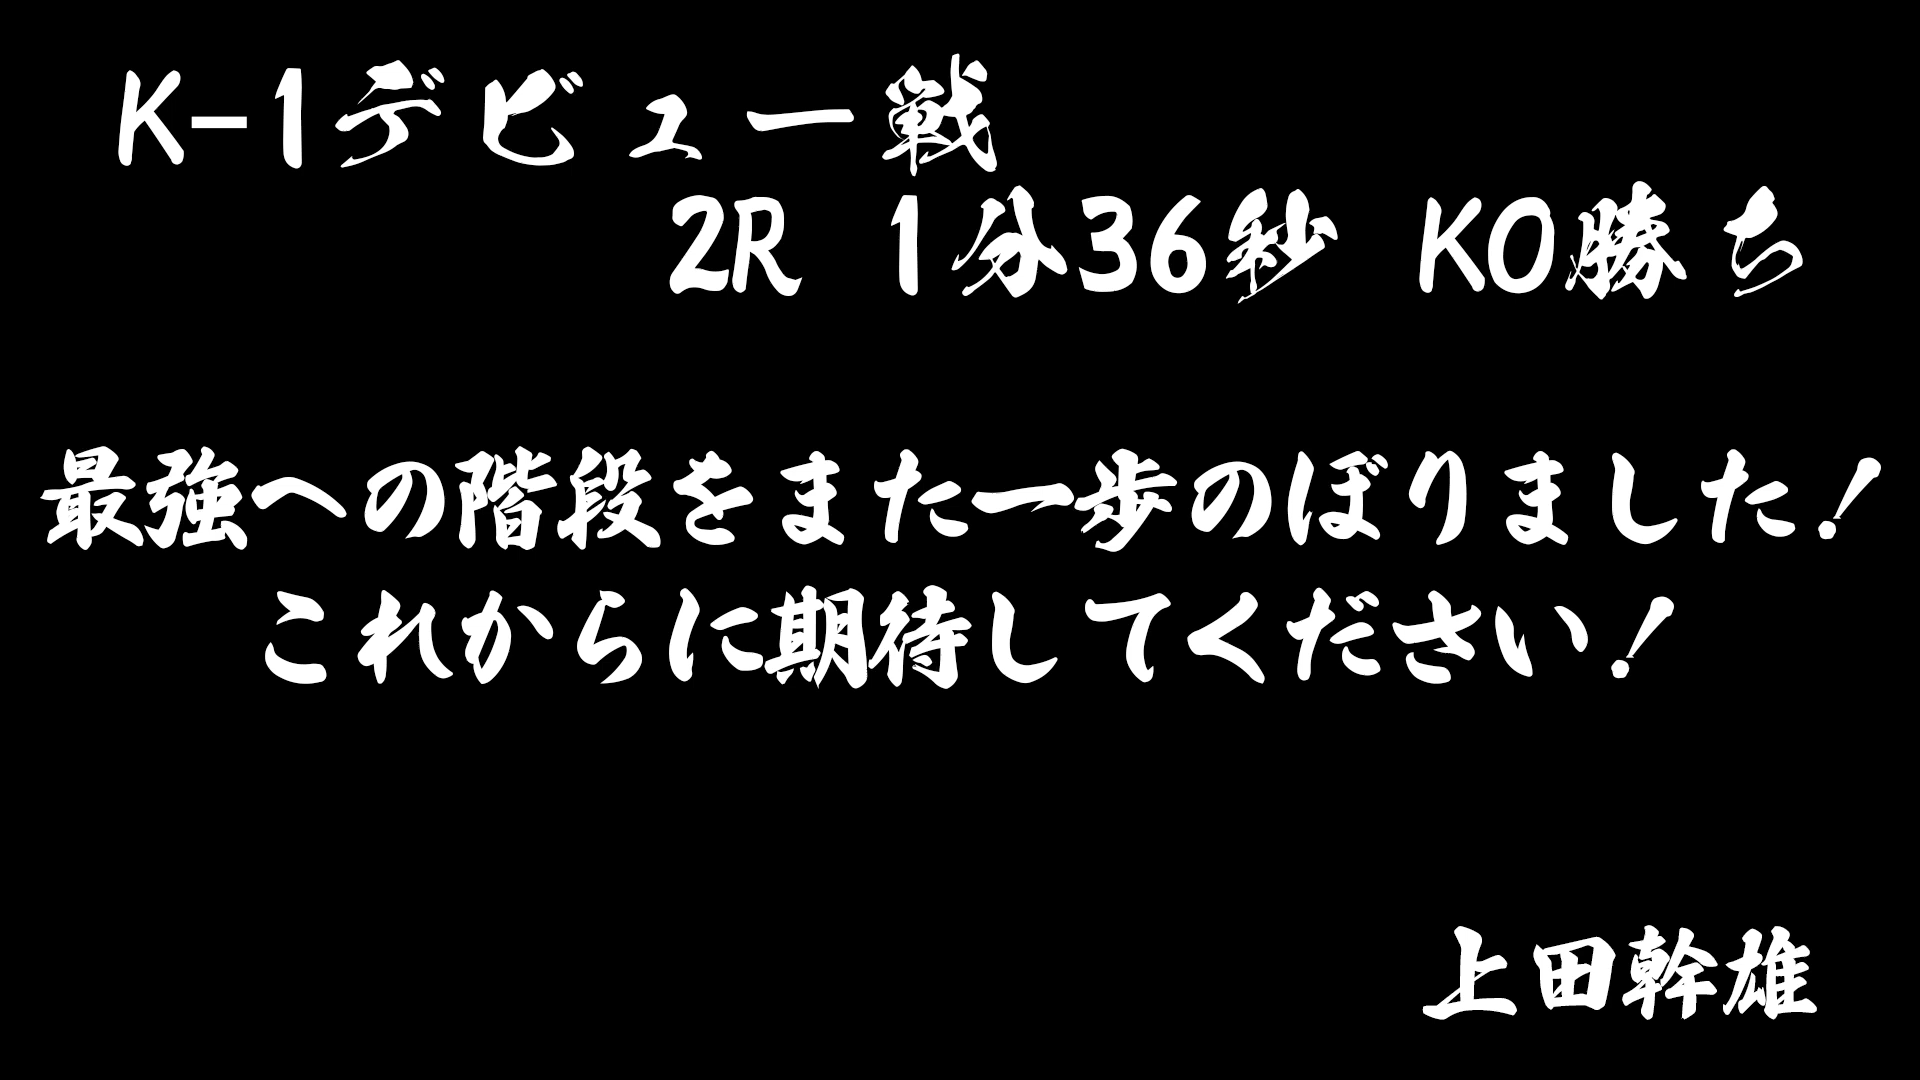 K-1デビュー戦
2R 1分36秒 KO勝ち
最強への階段をまた一歩のぼりました！
これからに期待してください！
上田幹雄